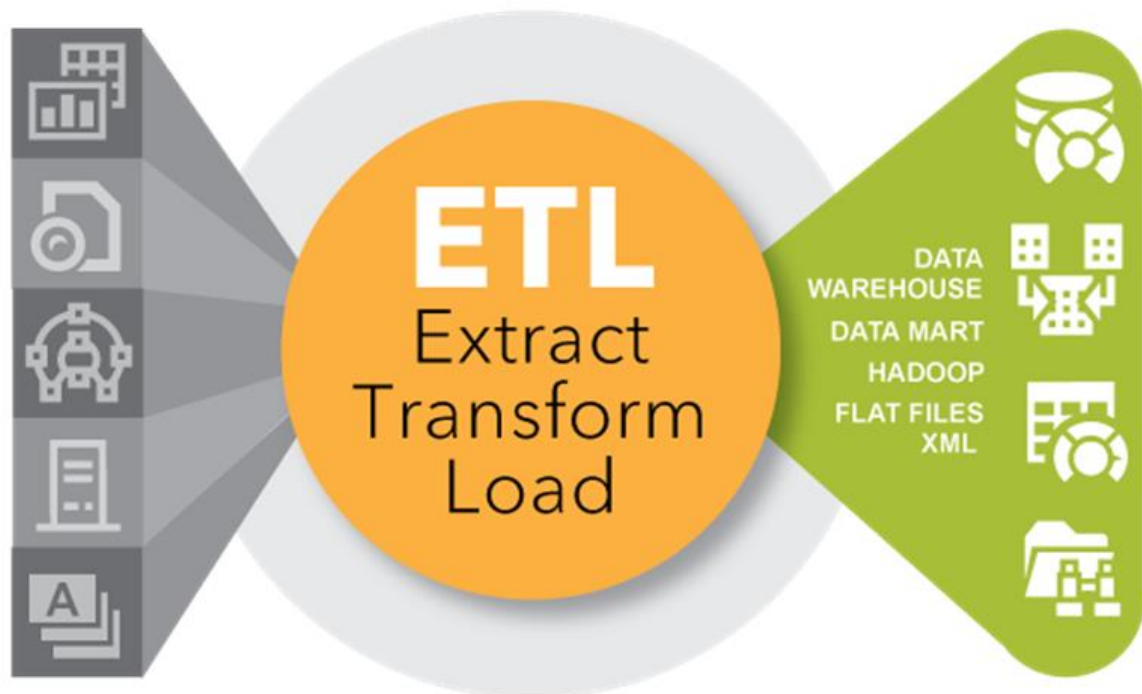 ETL
Extract
Transform
Load
DATA
WAREHOUSE
DATA MART
HADOOP
FLAT FILES
XML
A